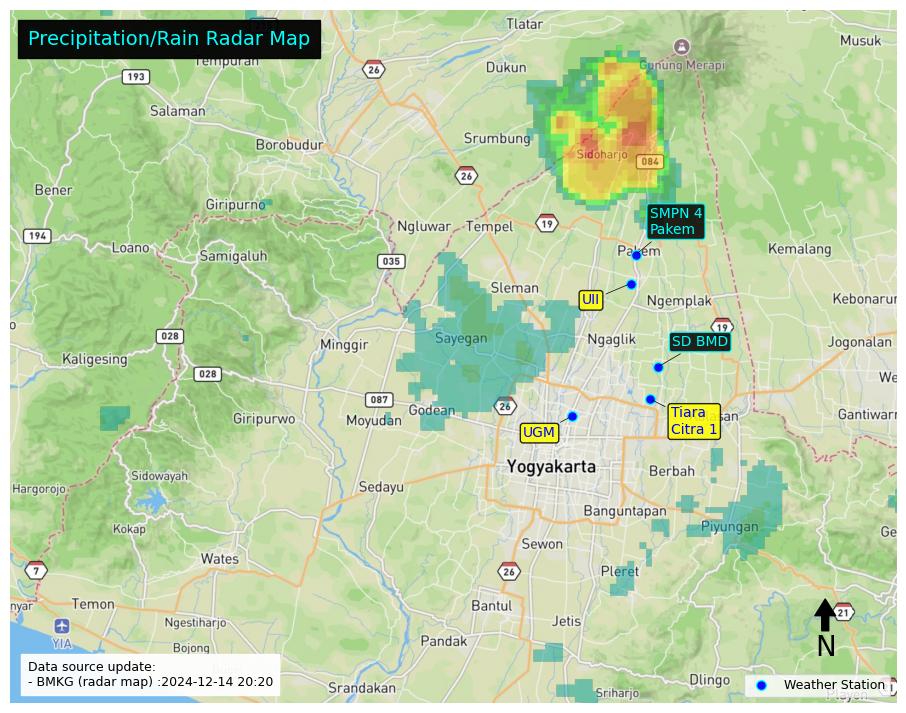 Precipitation/Rain Radar Map
Tlatar
Musuk
Tempuran
26
Dukun
Gunung Merapi
193
Salaman
Srumbung
Borobudur
Sidoharjo
084
26
Bener
Giripurno
SMPN 4
Pakem
Ngluwar
Tempel
19
194
Loano
Samigaluh
035
Pakem
Kemalang
Sleman
UII
Ngemplak
Kebonarum
19
028
Minggir
Sayegan
Ngaglik
SD BMD
Jogonalan
Kaligesing
028
087
Godean
26
Giripurno
Moyudan
Tiara
Citra 1
UGM
Yogyakarta
Berbah
Sidowayah
Hargorojo
Sedayu
Banguntapan
Kokap
Piyungan
Sewon
Wates
7
26
Pleret
Temon
Bantul
21
Ngestiharjo
Jetis
YIA
Pandak
N
Bojong
Data source update:
- BMKG (radar map) :2024-12-14 20:20
Dlingo
Srandakan
Sriharjo
Weather Station